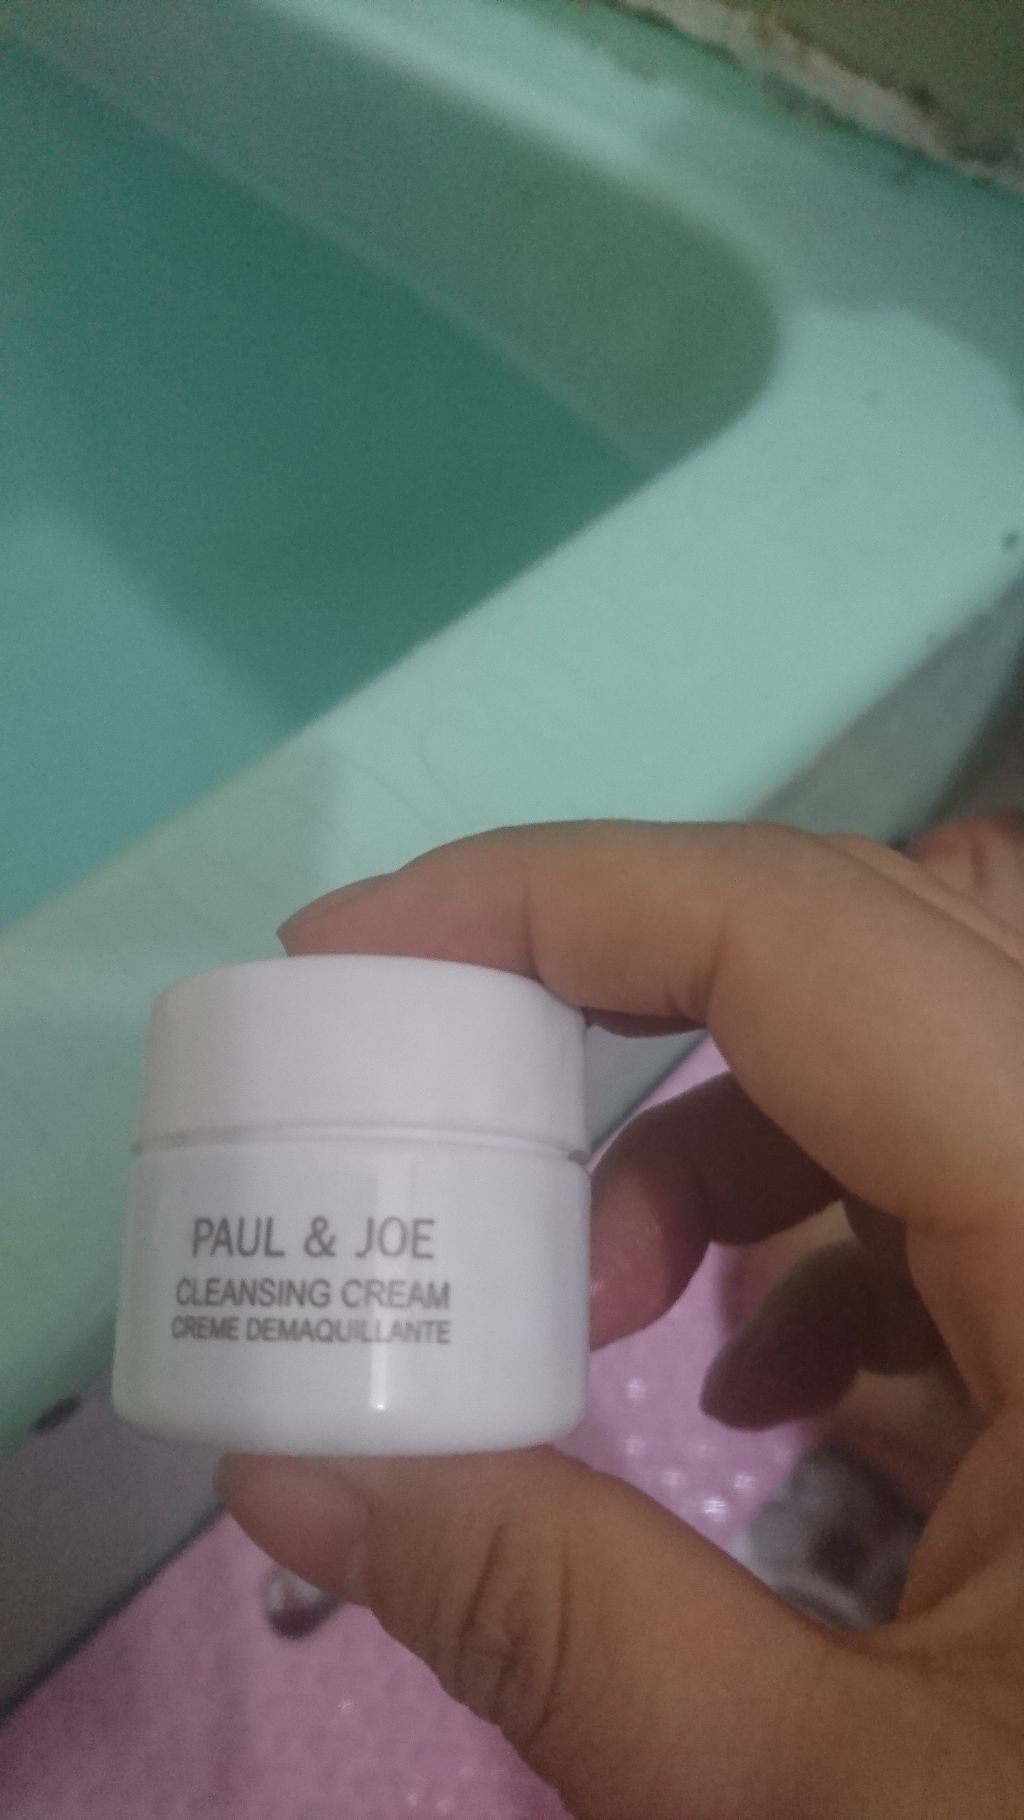 PAUL & JOE
CLEANSING CREAM
CREME DEMAQUILLANTE